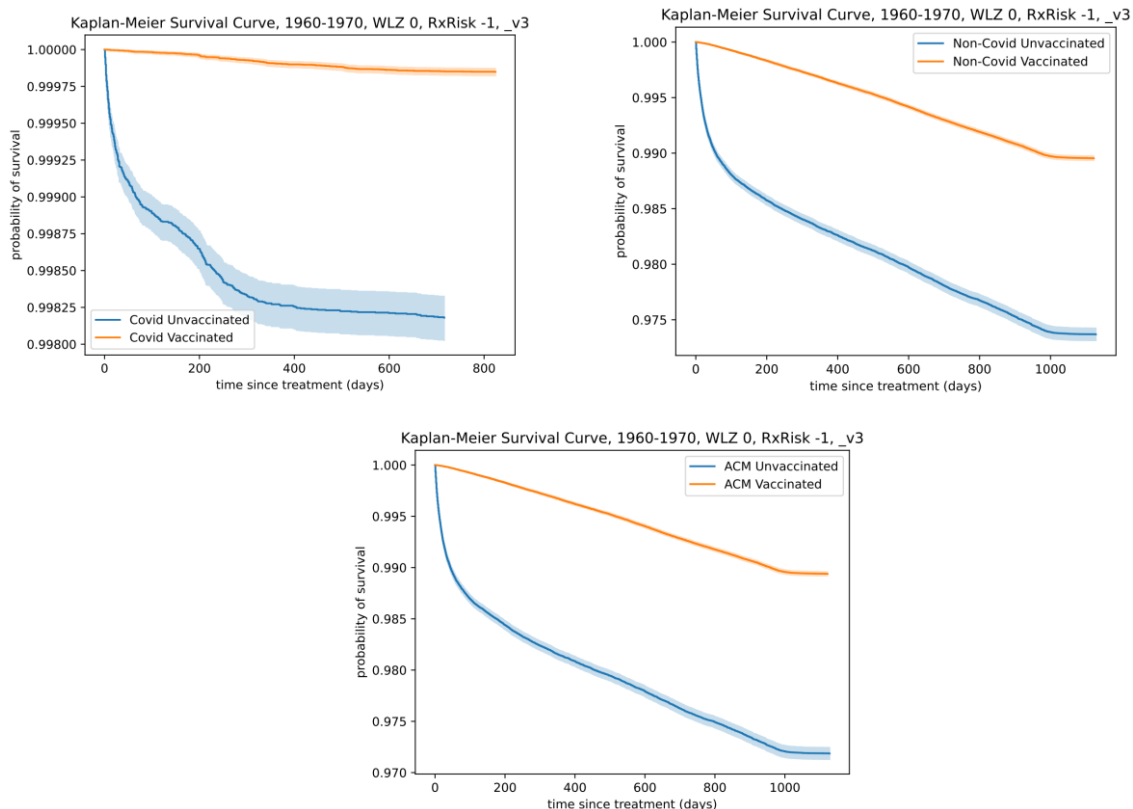 Kaplan-Meier Survival Curve, 1960-1970, WLZ 0, RxRisk -1, _v3
1.00000
0.99975
0.99950
0.99925
0.99900
0.99875
0.99850
0.99825
0.99800
probability of survival
Covid Unvaccinated
Covid Vaccinated
0 200 400 600 800
time since treatment (days)
Kaplan-Meier Survival Curve, 1960-1970, WLZ 0, RxRisk -1, _v3
1.000
0.995
0.990
0.985
0.980
0.975
probability of survival
Non-Covid Unvaccinated
Non-Covid Vaccinated
0 200 400 600 800 1000
time since treatment (days)
Kaplan-Meier Survival Curve, 1960-1970, WLZ 0, RxRisk -1, _v3
1.000
0.995
0.990
0.985
0.980
0.975
0.970
probability of survival
ACM Unvaccinated
ACM Vaccinated
0 200 400 600 800 1000
time since treatment (days)